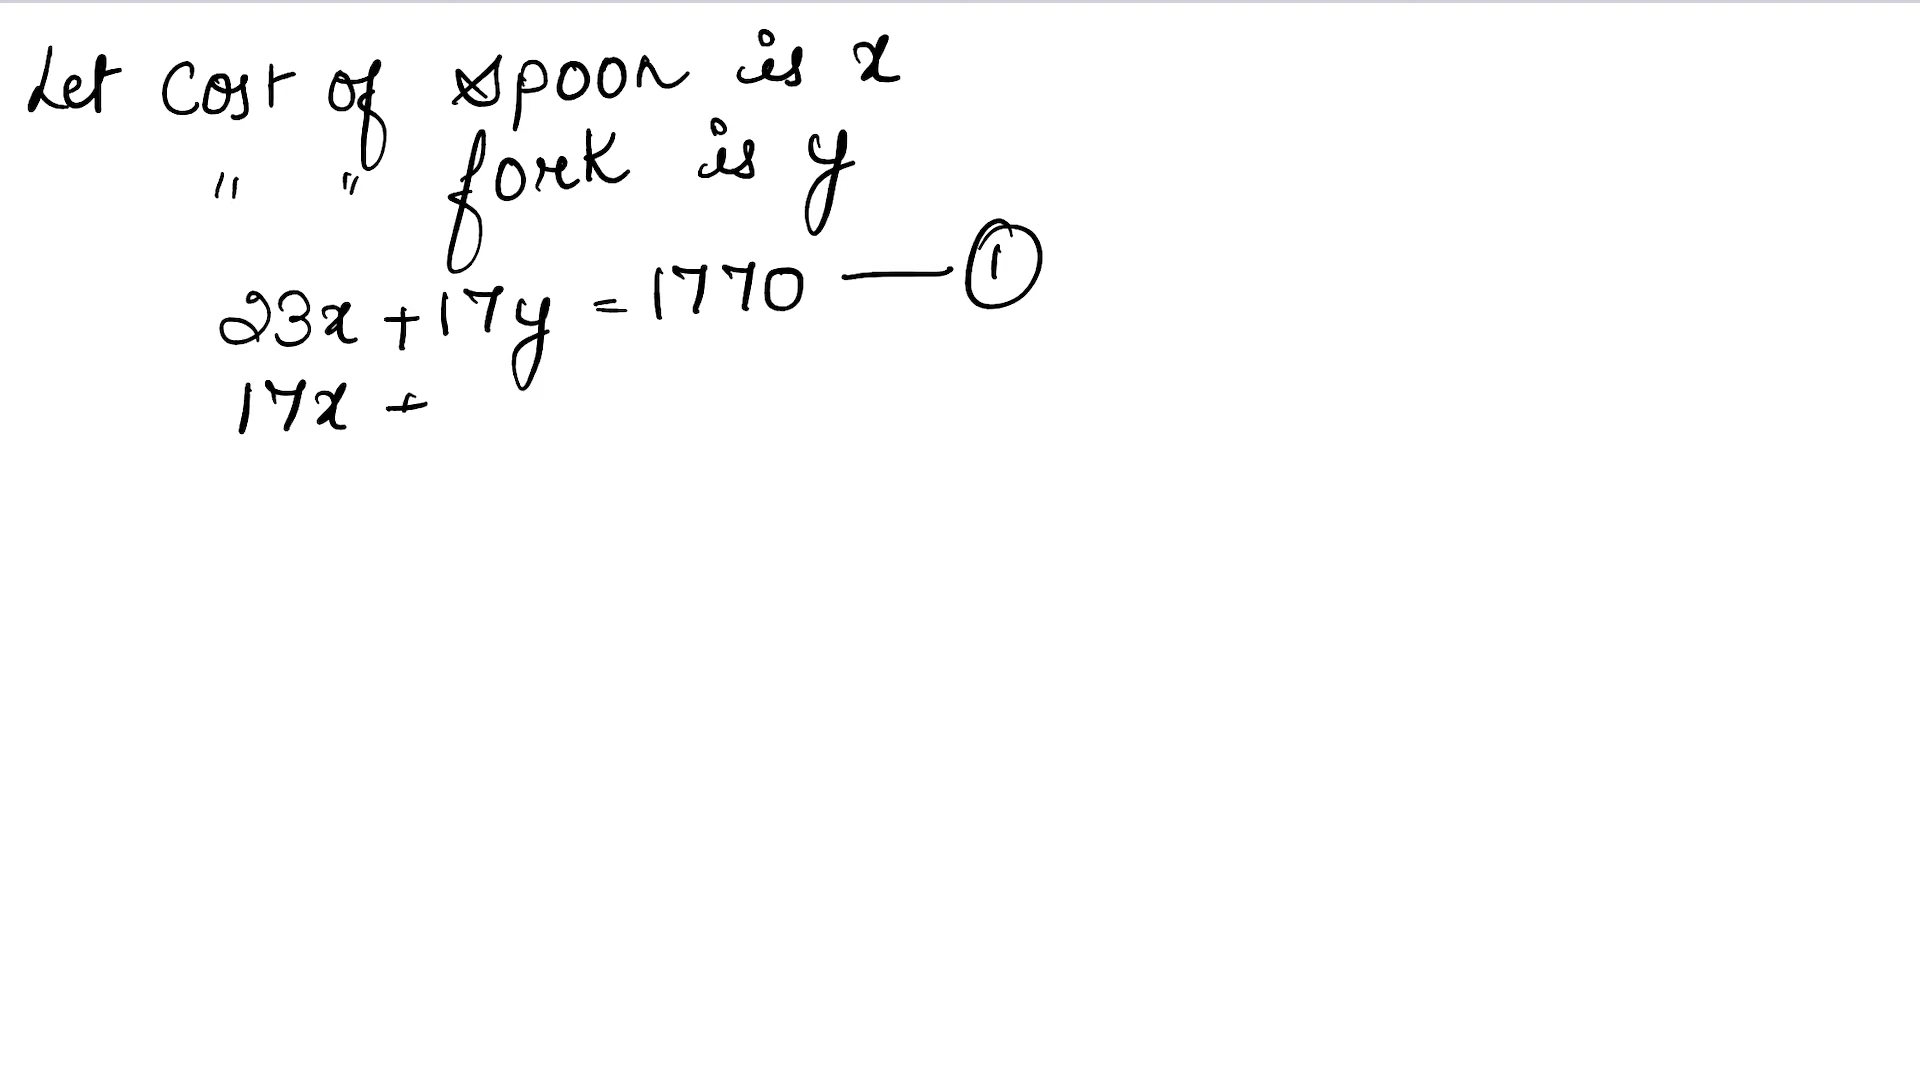 Let Cost of spoon is x
" " fork is y
23x + 17y = 1770 — ①
17x +